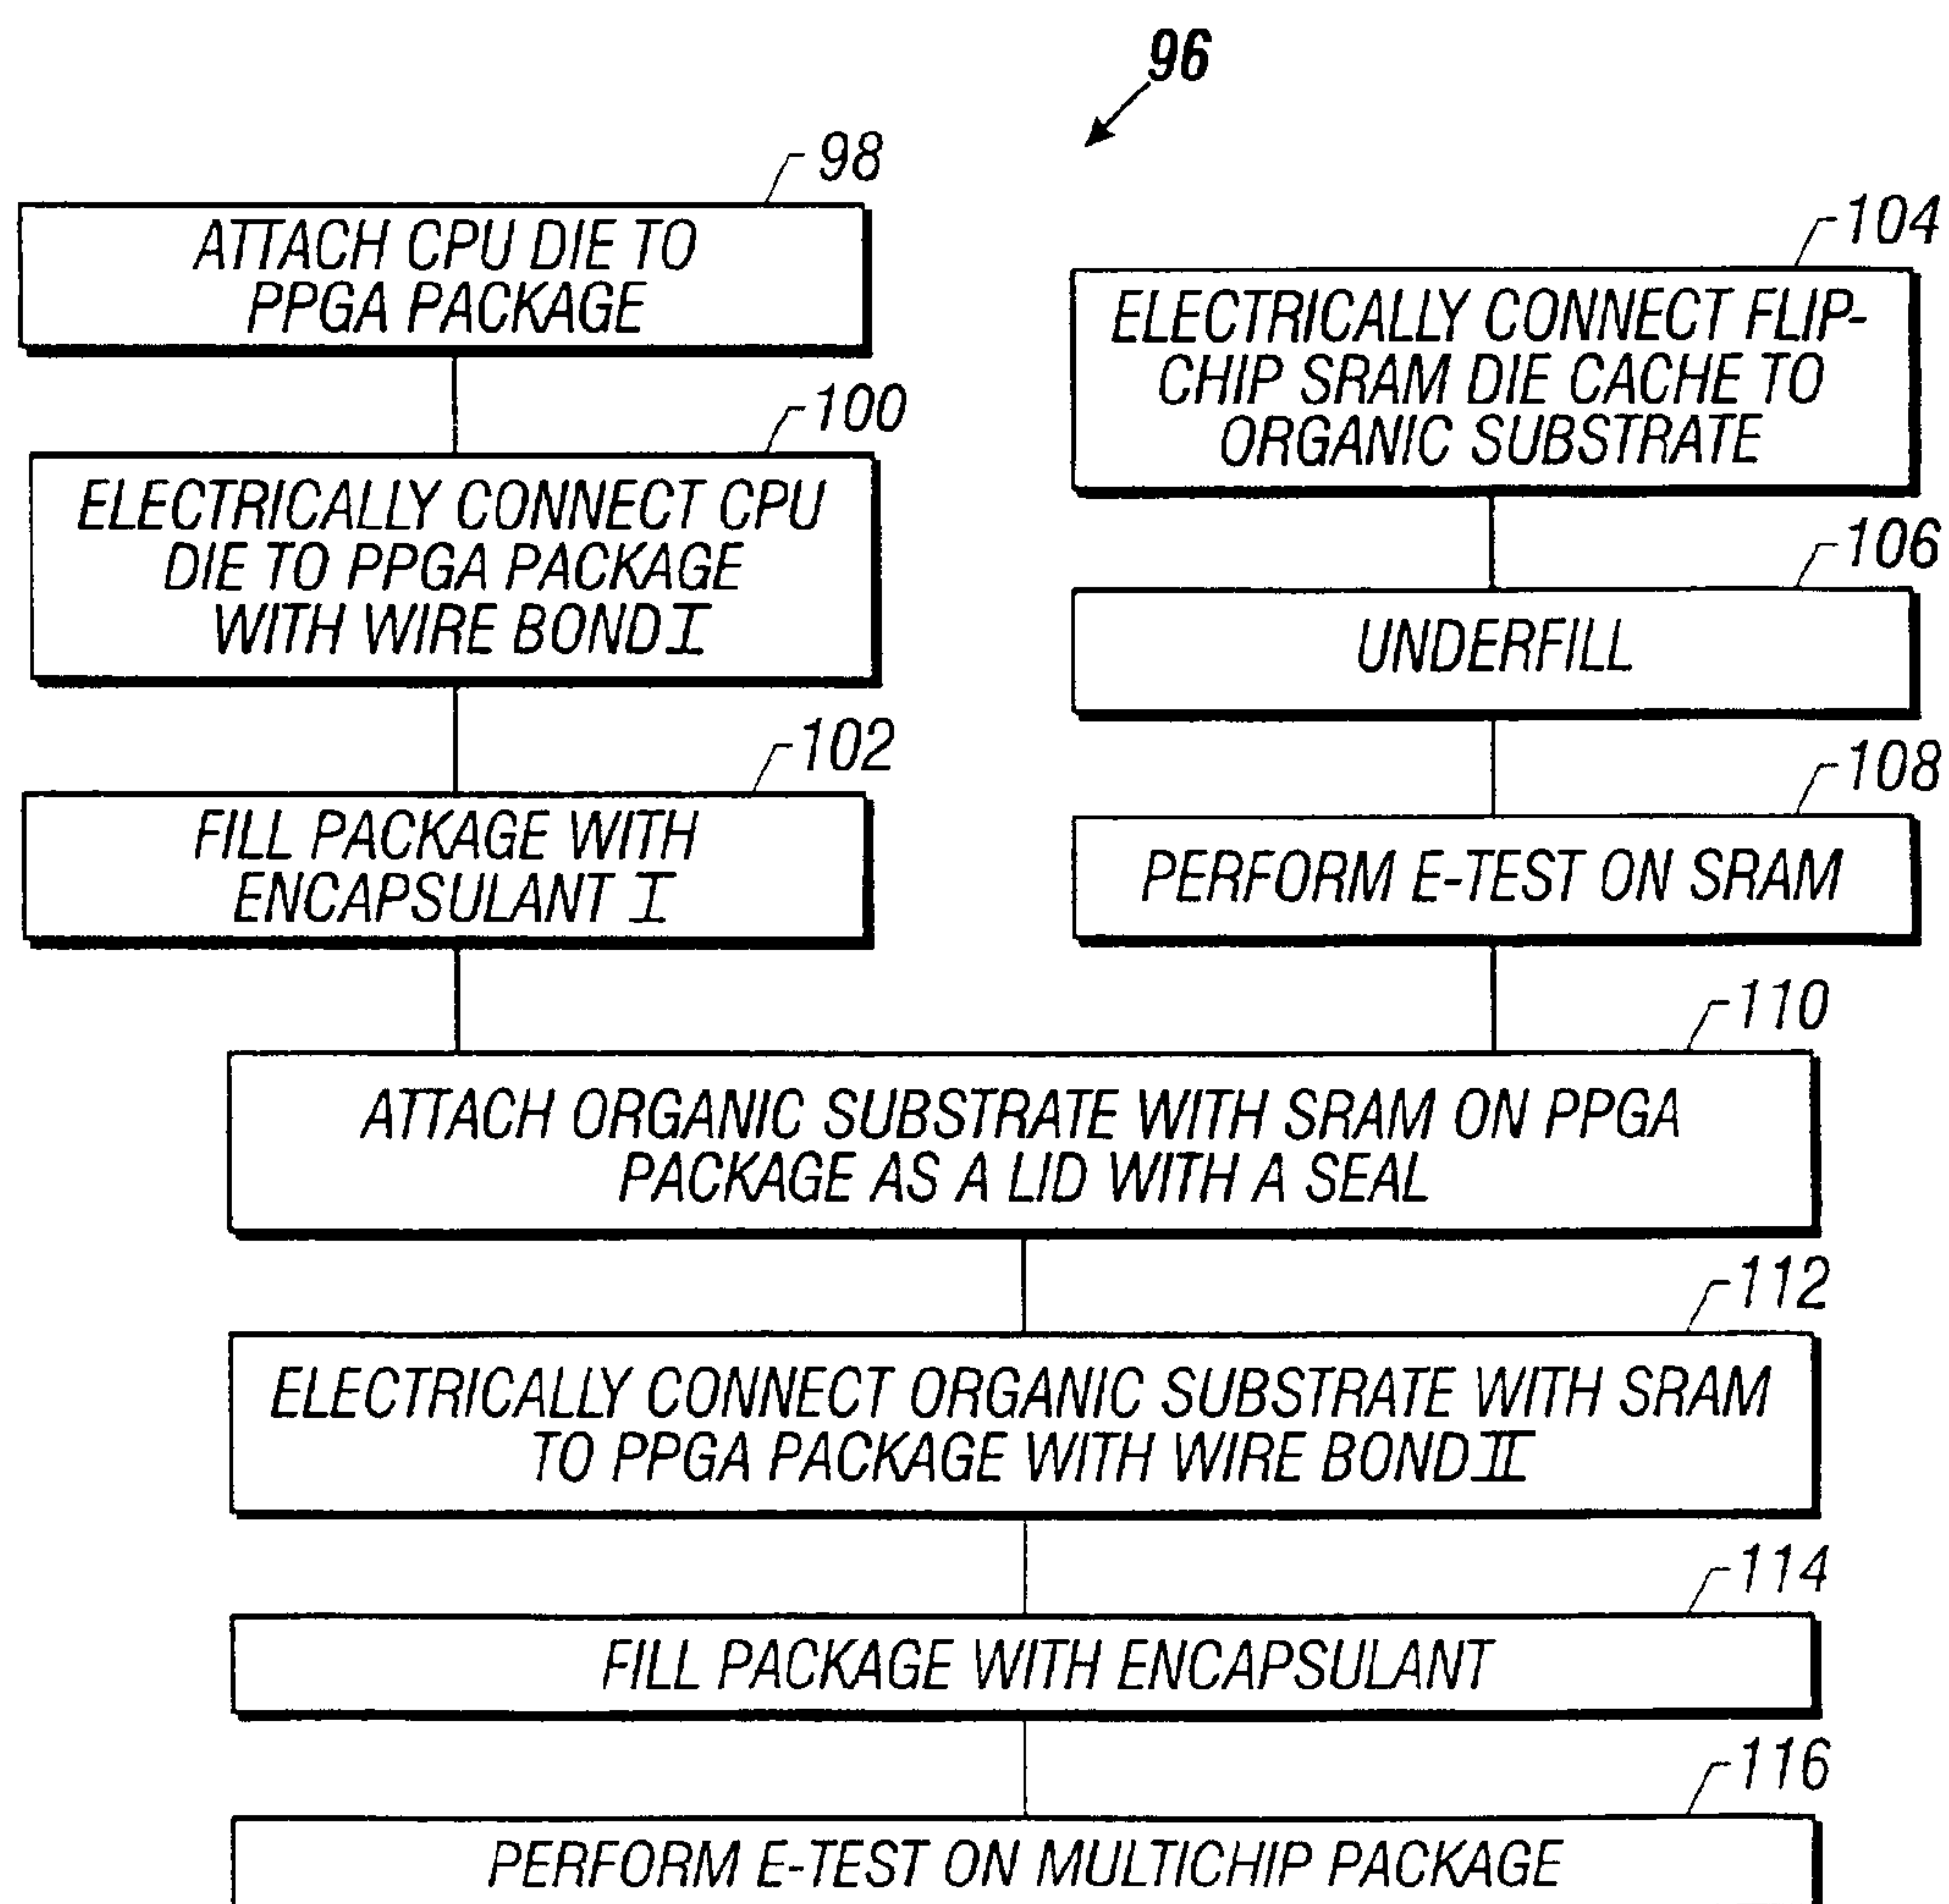 96
98
ATTACH CPU DIE TO
PPGA PACKAGE
100
ELECTRICALLY CONNECT CPU
DIE TO PPGA PACKAGE
WITH WIRE BOND I
102
FILL PACKAGE WITH
ENCAPSULANT I
104
ELECTRICALLY CONNECT FLIP-
CHIP SRAM DIE CACHE TO
ORGANIC SUBSTRATE
106
UNDERFILL
108
PERFORM E-TEST ON SRAM
110
ATTACH ORGANIC SUBSTRATE WITH SRAM ON PPGA
PACKAGE AS A LID WITH A SEAL
112
ELECTRICALLY CONNECT ORGANIC SUBSTRATE WITH SRAM
TO PPGA PACKAGE WITH WIRE BOND II
114
FILL PACKAGE WITH ENCAPSULANT
116
PERFORM E-TEST ON MULTICHIP PACKAGE